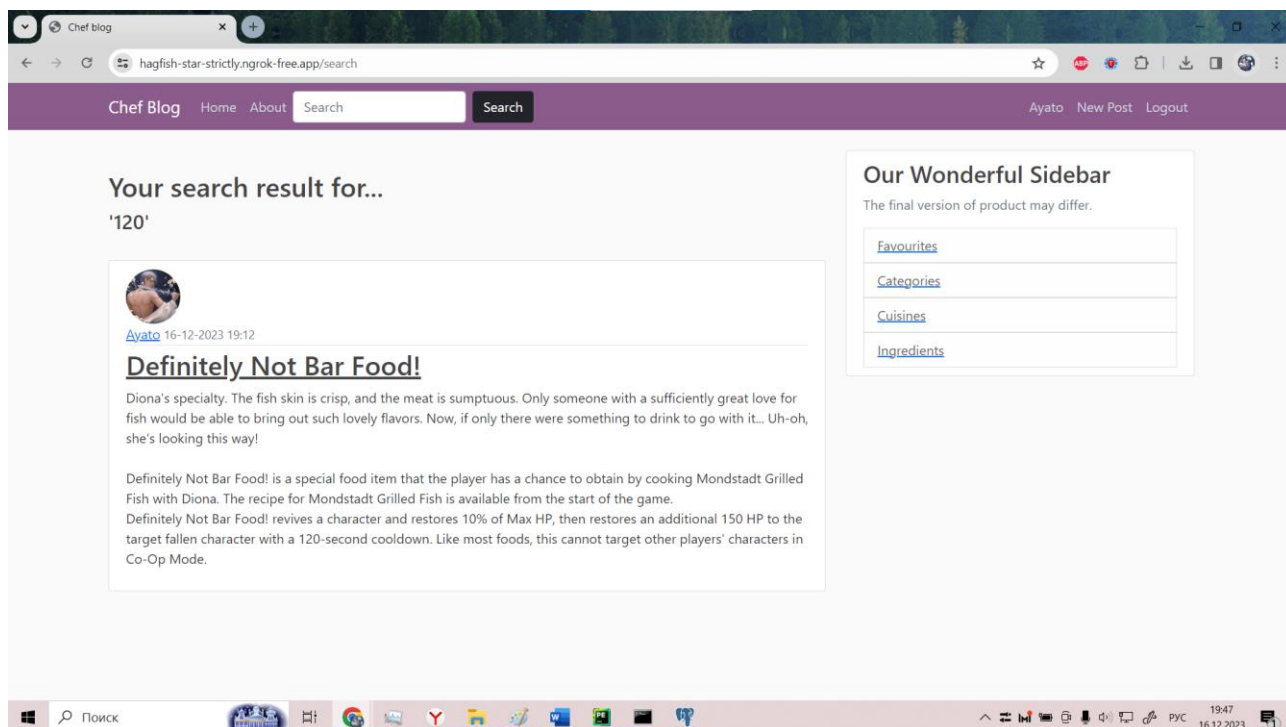 Chef blog
hagfish-star-strictly.ngrok-free.app/search
ABP
Chef Blog Home About Search Search Ayato New Post Logout
Your search result for...
'120'
Ayato 16-12-2023 19:12
Definitely Not Bar Food!
Diona's specialty. The fish skin is crisp, and the meat is sumptuous. Only someone with a sufficiently great love for
fish would be able to bring out such lovely flavors. Now, if only there were something to drink to go with it... Uh-oh,
she's looking this way!
Definitely Not Bar Food! is a special food item that the player has a chance to obtain by cooking Mondstadt Grilled
Fish with Diona. The recipe for Mondstadt Grilled Fish is available from the start of the game.
Definitely Not Bar Food! revives a character and restores 10% of Max HP, then restores an additional 150 HP to the
target fallen character with a 120-second cooldown. Like most foods, this cannot target other players' characters in
Co-Op Mode.
Our Wonderful Sidebar
The final version of product may differ.
Favourites
Categories
Cuisines
Ingredients
Поиск
РУС
19:47
16.12.2023